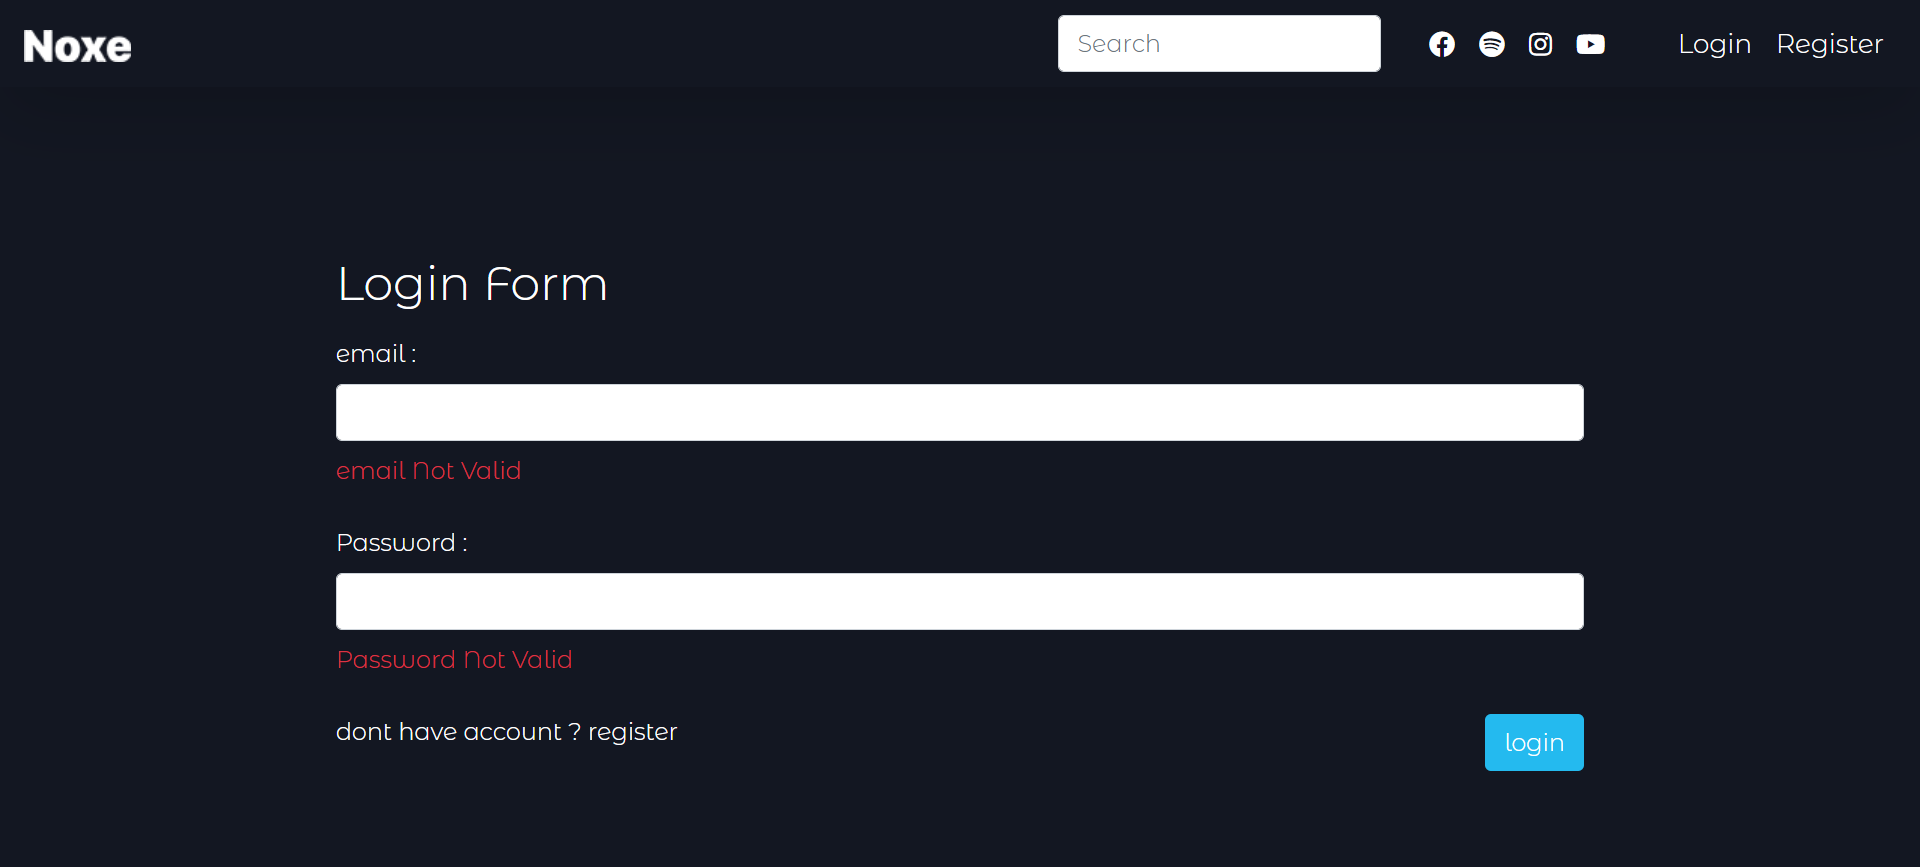 Noxe
Search
Login Register
Login Form
email :
email Not Valid
Password :
Password Not Valid
dont have account ? register
login